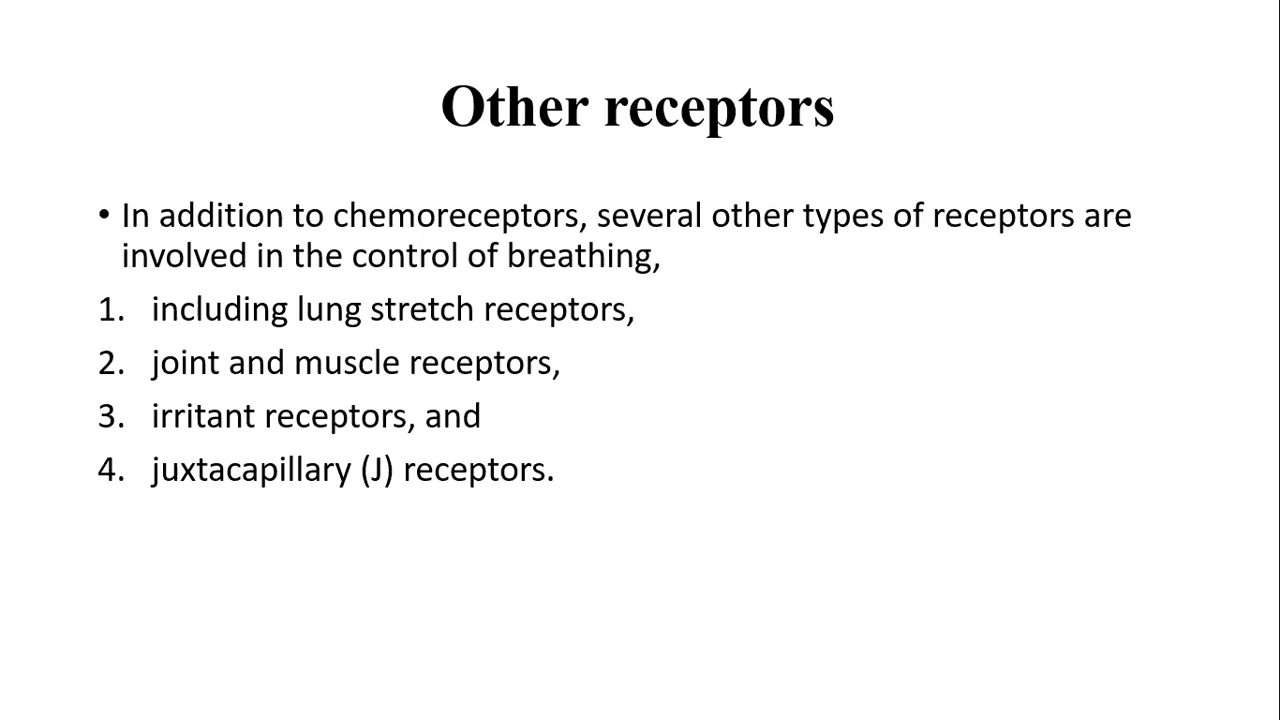 Other receptors
• In addition to chemoreceptors, several other types of receptors are
involved in the control of breathing,
1. including lung stretch receptors,
2. joint and muscle receptors,
3. irritant receptors, and
4. juxtacapillary (J) receptors.